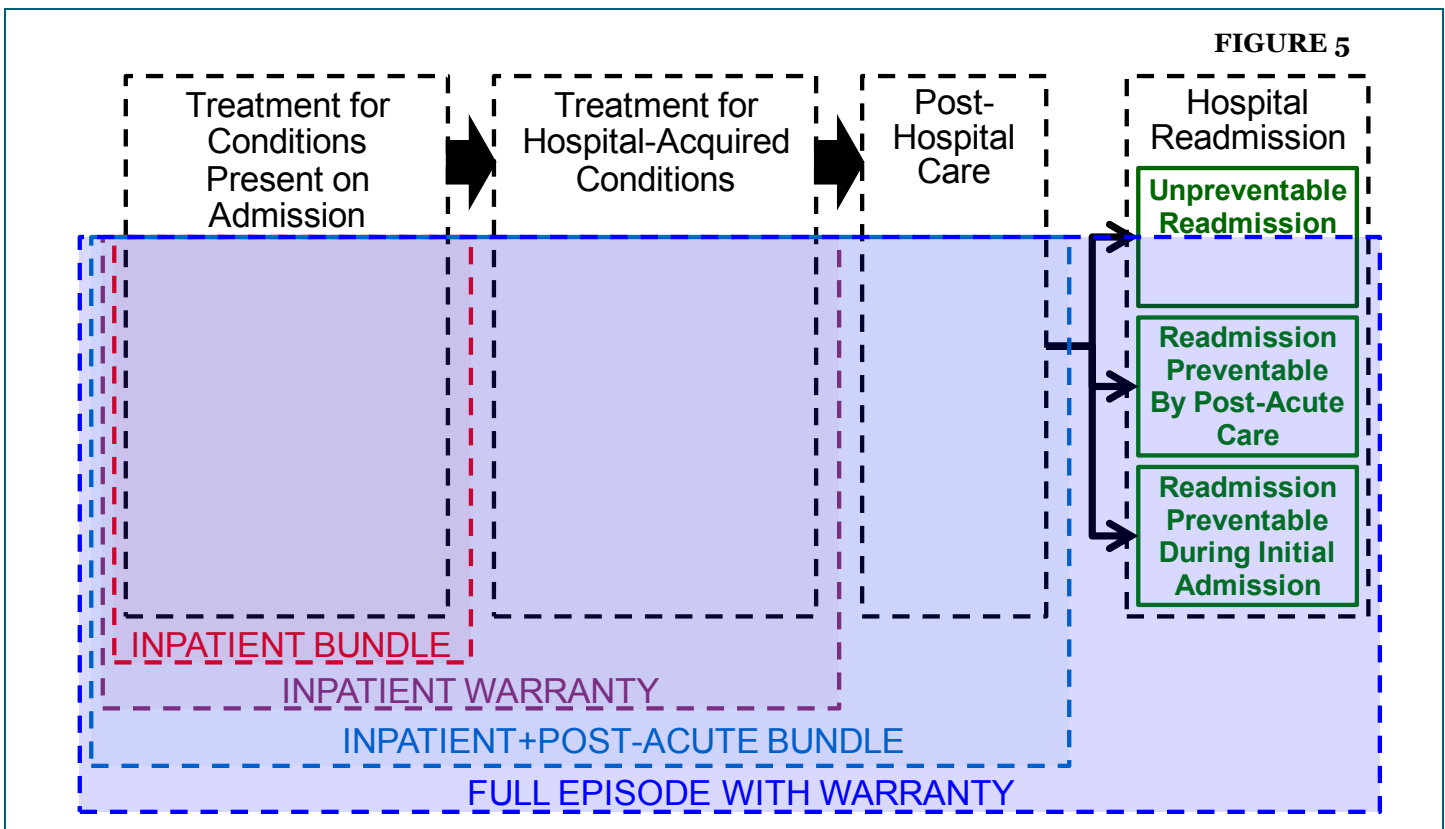 FIGURE 5
Treatment for
Conditions
Present on
Admission
Treatment for
Hospital-Acquired
Conditions
Post-
Hospital
Care
Hospital
Readmission
Unpreventable
Readmission
Readmission
Preventable
By Post-Acute
Care
Readmission
Preventable
During Initial
Admission
INPATIENT BUNDLE
INPATIENT WARRANTY
INPATIENT+POST-ACUTE BUNDLE
FULL EPISODE WITH WARRANTY